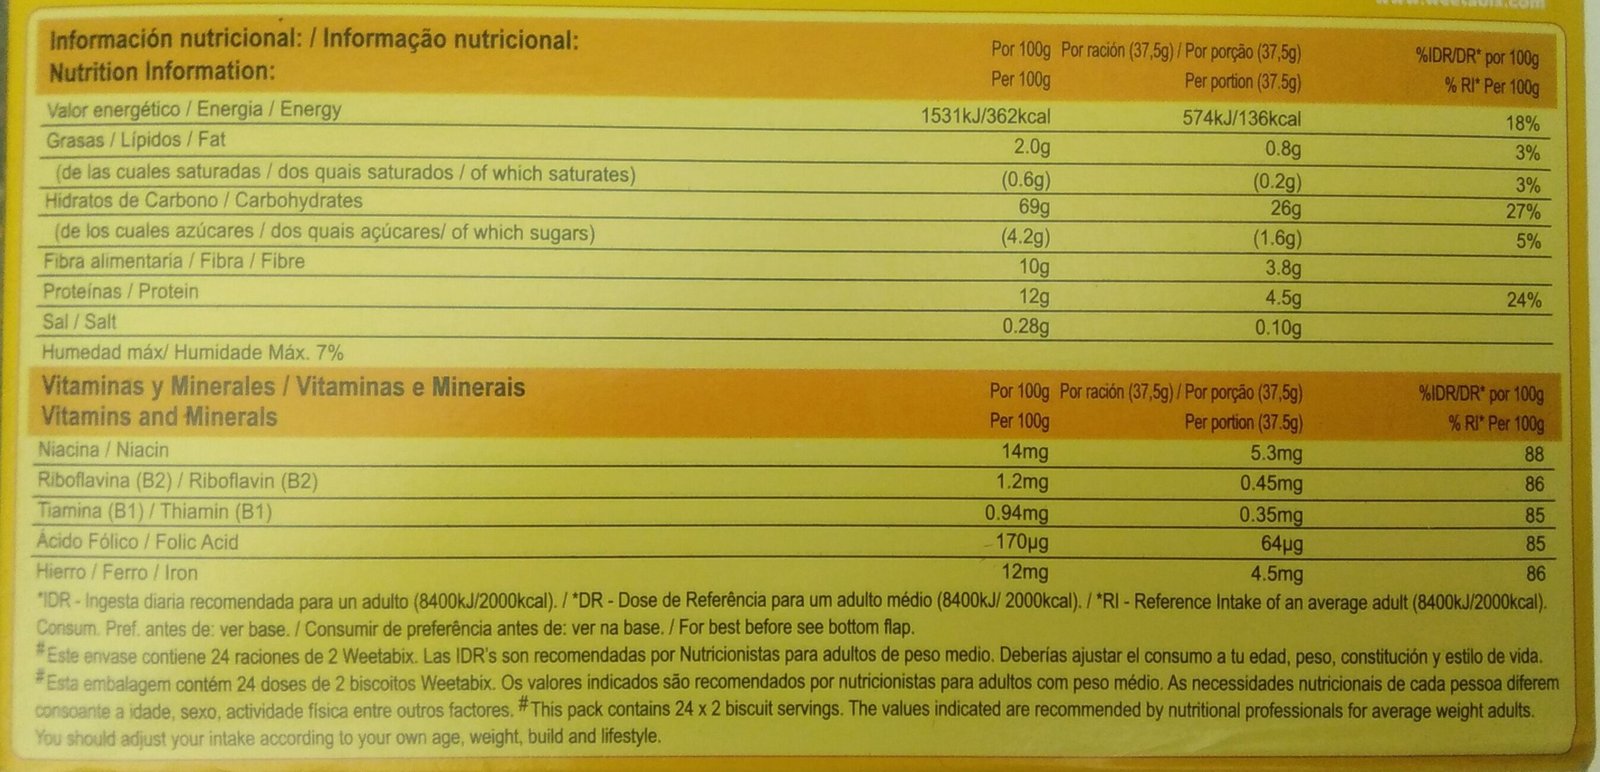 Información nutricional: / Informação nutricional:
Nutrition Information:
Por 100g Por ración (37,5g) / Por porção (37,5g) %IDR/DR* por 100g
Per 100g Per portion (37.5g) % RI* Per 100g
Valor energético / Energia / Energy 1531kJ/362kcal 574kJ/136kcal 18%
Grasas / Lípidos / Fat 2.0g 0.8g 3%
(de las cuales saturadas / dos quais saturados / of which saturates) (0.6g) (0.2g) 3%
Hidratos de Carbono / Carbohydrates 69g 26g 27%
(de los cuales azúcares / dos quais açúcares/ of which sugars) (4.2g) (1.6g) 5%
Fibra alimentaria / Fibra / Fibre 10g 3.8g
Proteínas / Protein 12g 4.5g 24%
Sal / Salt 0.28g 0.10g
Humedad máx/ Humidade Máx. 7%
Vitaminas y Minerales / Vitaminas e Minerais
Vitamins and Minerals
Por 100g Por ración (37,5g) / Por porção (37,5g) %IDR/DR* por 100g
Per 100g Per portion (37.5g) % RI* Per 100g
Niacina / Niacin 14mg 5.3mg 88
Riboflavina (B2) / Riboflavin (B2) 1.2mg 0.45mg 86
Tiamina (B1) / Thiamin (B1) 0.94mg 0.35mg 85
Ácido Fólico / Folic Acid 170µg 64µg 85
Hierro / Ferro / Iron 12mg 4.5mg 86
*IDR - Ingesta diaria recomendada para un adulto (8400kJ/2000kcal). / *DR - Dose de Referência para um adulto médio (8400kJ/ 2000kcal). / *RI - Reference Intake of an average adult (8400kJ/2000kcal).
Consum. Pref. antes de: ver base. / Consumir de preferência antes de: ver na base. / For best before see bottom flap.
#Este envase contiene 24 raciones de 2 Weetabix. Las IDR's son recomendadas por Nutricionistas para adultos de peso medio. Deberías ajustar el consumo a tu edad, peso, constitución y estilo de vida.
#Esta embalagem contém 24 doses de 2 biscoitos Weetabix. Os valores indicados são recomendados por nutricionistas para adultos com peso médio. As necessidades nutricionais de cada pessoa diferem
consoante a idade, sexo, actividade física entre outros factores. #This pack contains 24 x 2 biscuit servings. The values indicated are recommended by nutritional professionals for average weight adults.
You should adjust your intake according to your own age, weight, build and lifestyle.